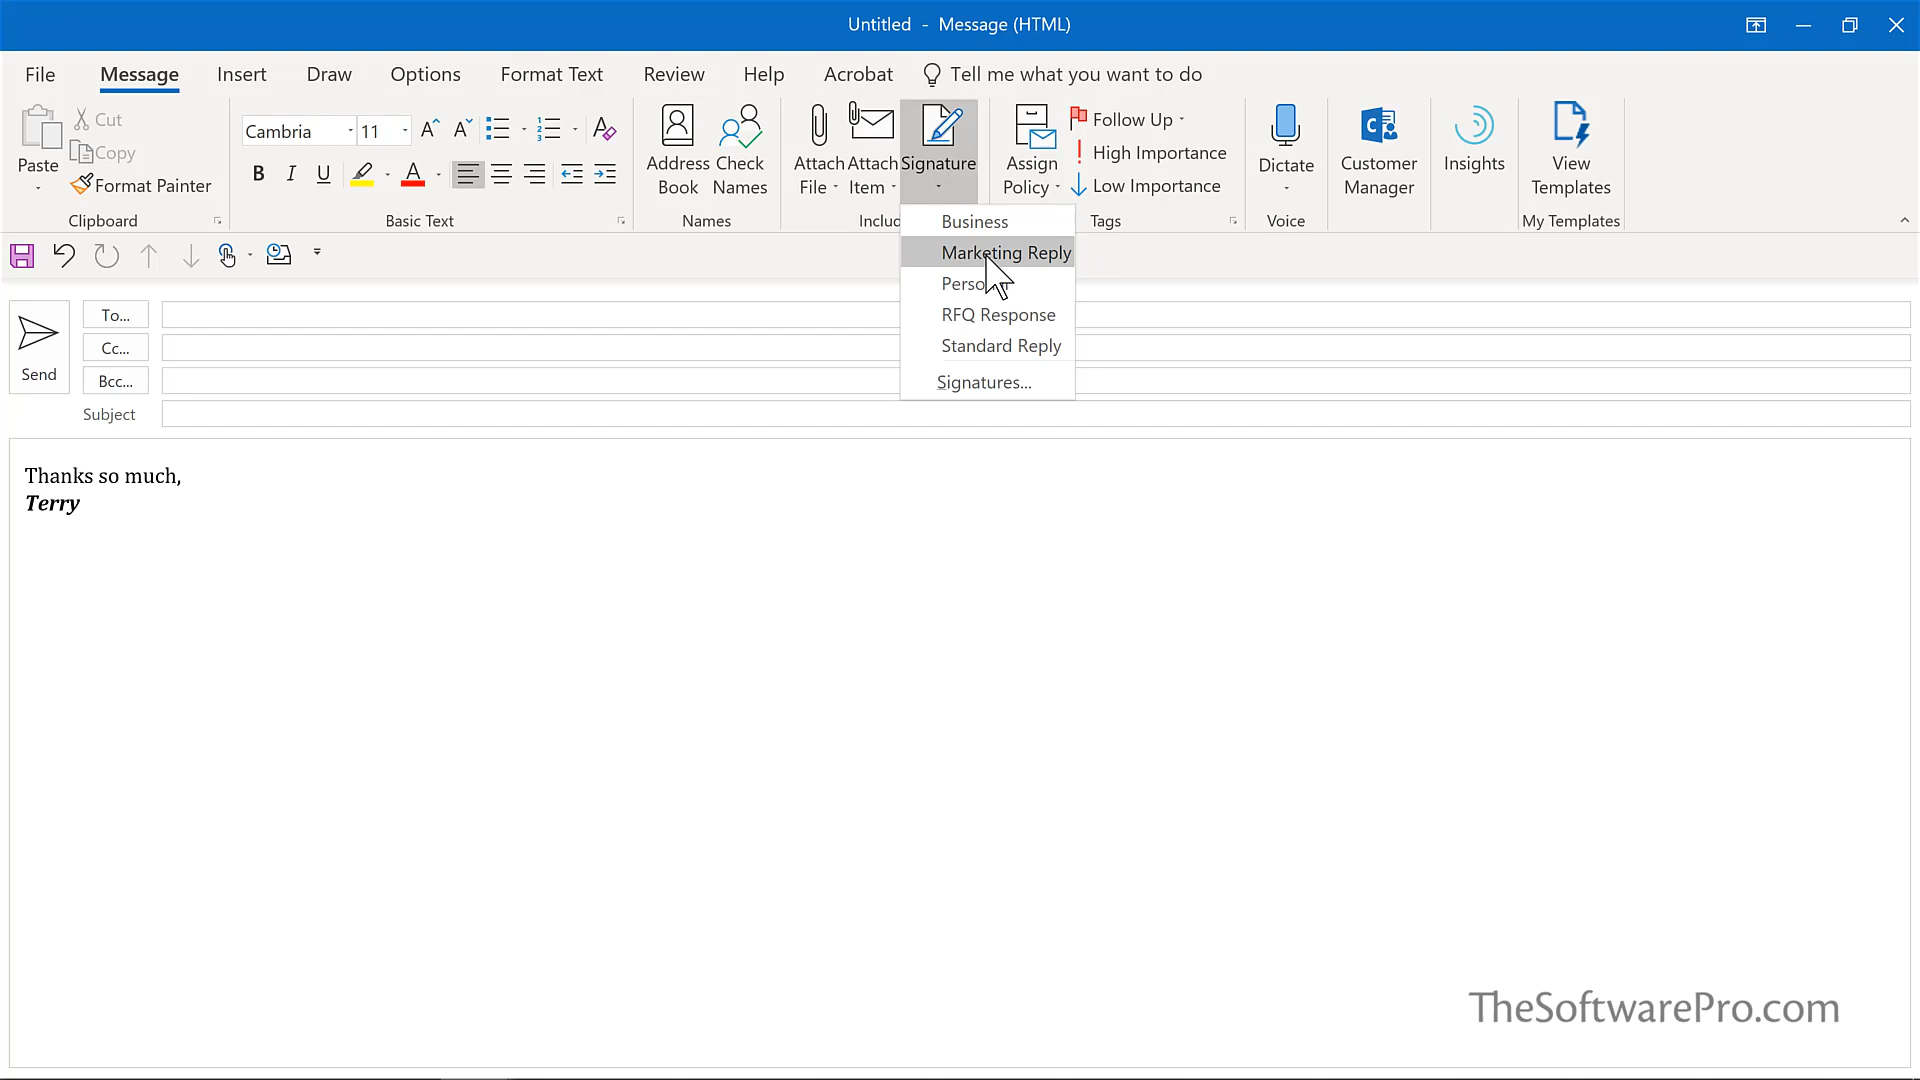 Untitled - Message (HTML)
File Message Insert Draw Options Format Text Review Help Acrobat Tell me what you want to do
Paste
Cut
Copy
Format Painter
Clipboard
Cambria 11
B I U A
Basic Text
Address Book
Check Names
Names
Attach File
Attach Item
Signature
Assign Policy
Follow Up
High Importance
Low Importance
Tags
Dictate
Voice
Customer Manager
Insights
View Templates
My Templates
Business
Marketing Reply
RFQ Response
Standard Reply
Signatures...
Send
To...
Cc...
Bcc...
Subject
Thanks so much,
Terry
TheSoftwarePro.com